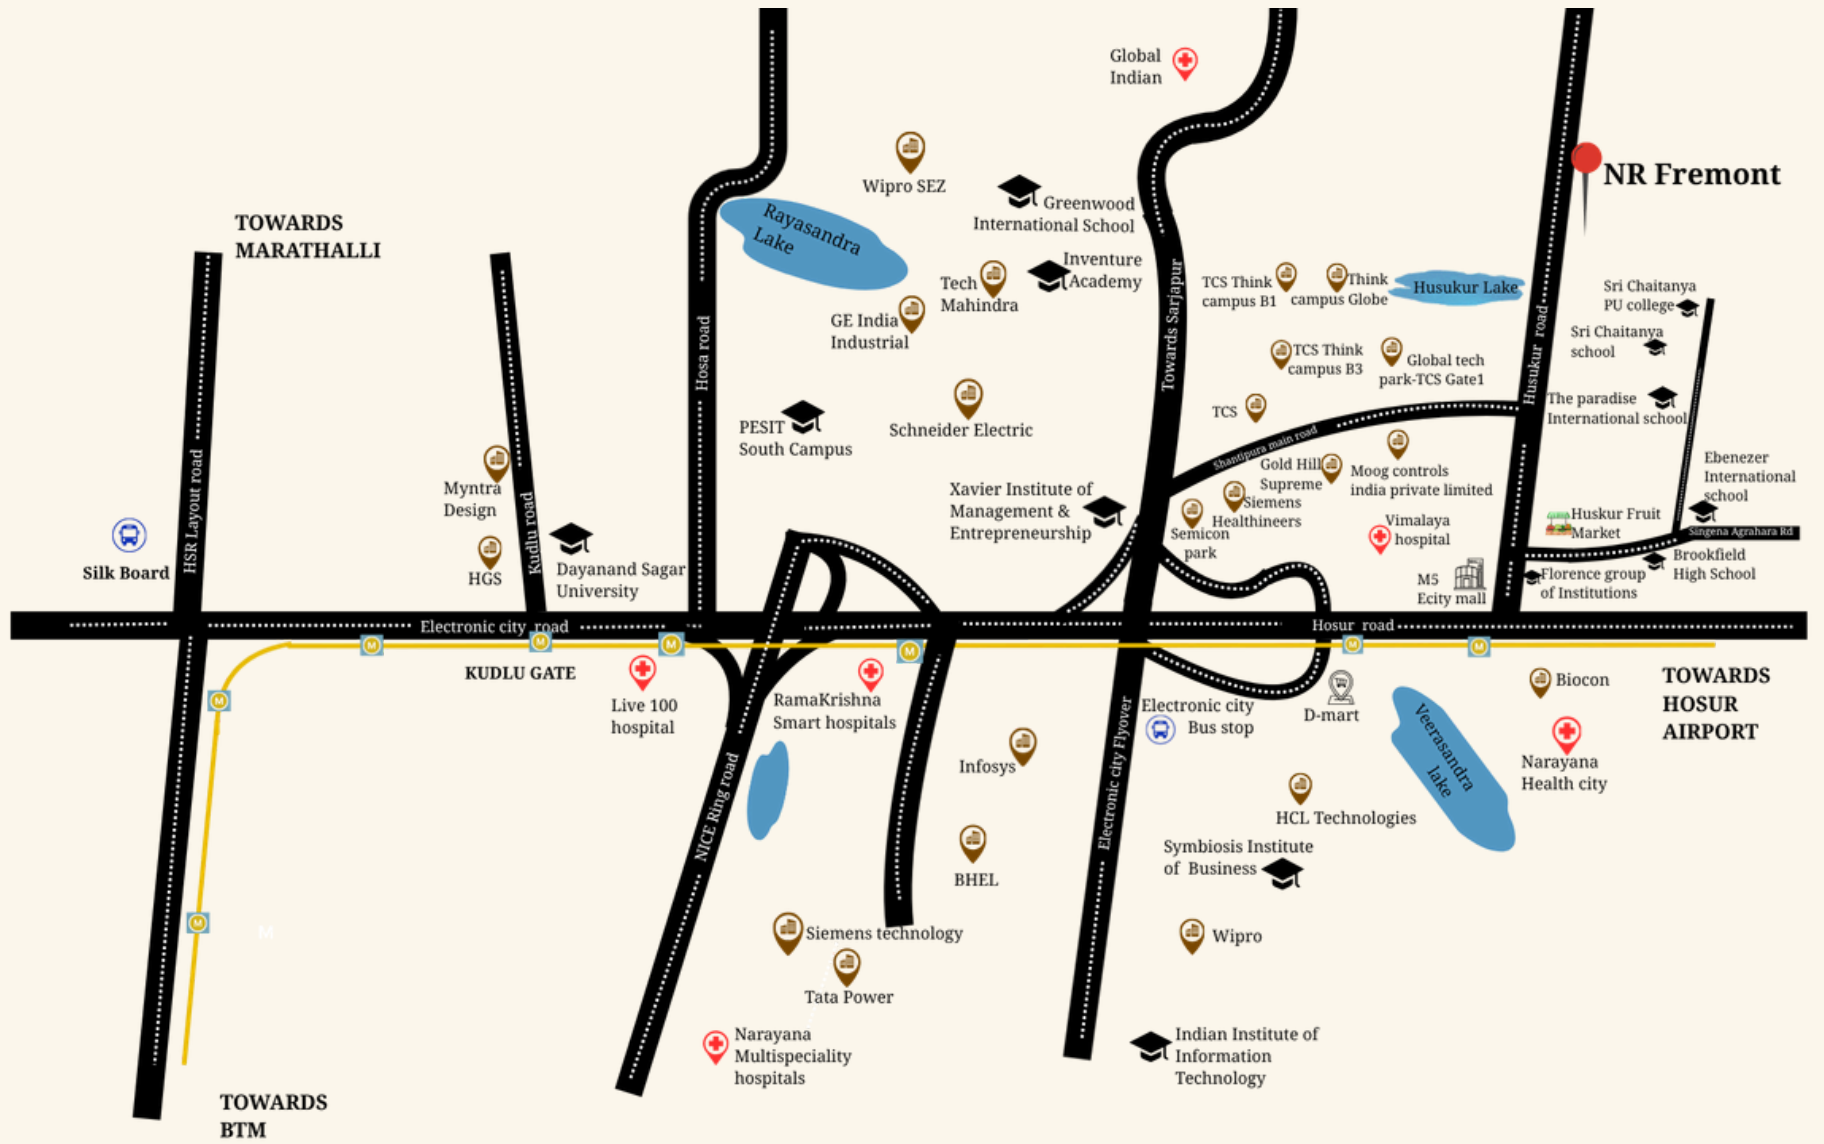 Global
Indian
Wipro SEZ
NR Fremont
Greenwood
International School
TOWARDS
MARATHALLI
Rayasandra
Lake
Inventure
Academy
Tech
Mahindra
GE India
Industrial
TCS Think
campus B1
Think
campus Globe
Husukur Lake
Sri Chaitanya
PU college
Sri Chaitanya
school
Hosa road
Towards Sarjapur
Husukur road
TCS Think
campus B3
Global tech
park-TCS Gate1
The paradise
International school
TCS
PESIT
South Campus
Schneider Electric
Shantipura main road
Gold Hill
Supreme
Moog controls
india private limited
Ebenezer
International
school
Myntra
Design
HSR Layout road
Kudlu road
Xavier Institute of
Management &
Entrepreneurship
Siemens
Healthineers
Semicon
park
Vimalaya
hospital
Huskur Fruit
Market
Singena Agrahara Rd
Silk Board
HGS
Dayanand Sagar
University
M5
Ecity mall
Florence group
of Institutions
Brookfield
High School
Electronic city road
Hosur road
M
M
M
M
M
M
M
M
M
KUDLU GATE
Live 100
hospital
RamaKrishna
Smart hospitals
Electronic city
Bus stop
D-mart
Biocon
TOWARDS
HOSUR
AIRPORT
Veerasandra
lake
Narayana
Health city
NICE Ring road
Infosys
Electronic city Flyover
HCL Technologies
Symbiosis Institute
of Business
BHEL
Siemens technology
Wipro
Tata Power
Narayana
Multispeciality
hospitals
Indian Institute of
Information
Technology
TOWARDS
BTM